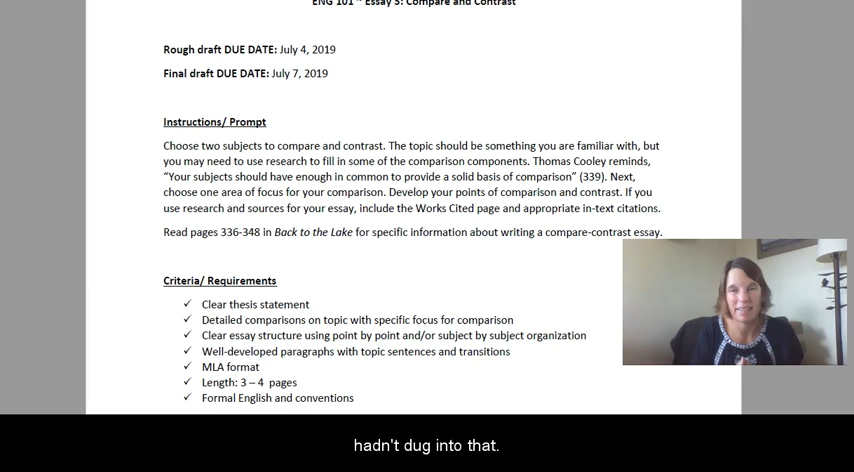 ENG 101 ~ Essay 3: Compare and Contrast
Rough draft DUE DATE: July 4, 2019
Final draft DUE DATE: July 7, 2019
Instructions/ Prompt
Choose two subjects to compare and contrast. The topic should be something you are familiar with, but
you may need to use research to fill in some of the comparison components. Thomas Cooley reminds,
“Your subjects should have enough in common to provide a solid basis of comparison” (339). Next,
choose one area of focus for your comparison. Develop your points of comparison and contrast. If you
use research and sources for your essay, include the Works Cited page and appropriate in-text citations.
Read pages 336-348 in Back to the Lake for specific information about writing a compare-contrast essay.
Criteria/ Requirements
✓ Clear thesis statement
✓ Detailed comparisons on topic with specific focus for comparison
✓ Clear essay structure using point by point and/or subject by subject organization
✓ Well-developed paragraphs with topic sentences and transitions
✓ MLA format
✓ Length: 3 – 4 pages
✓ Formal English and conventions
hadn't dug into that.